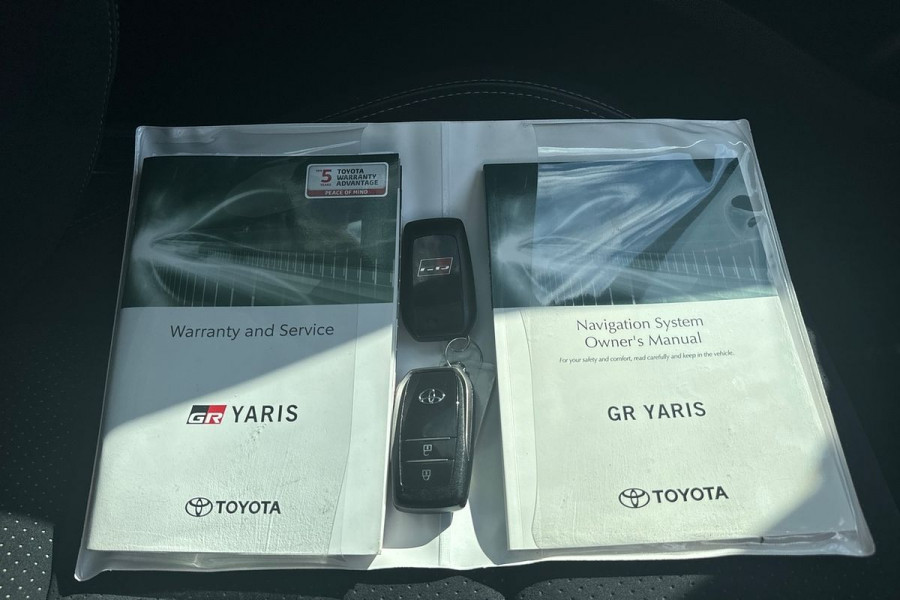 5
TOYOTA
WARRANTY
ADVANTAGE
PEACE OF MIND
Warranty and Service
GR YARIS
TOYOTA
Navigation System
Owner's Manual
For your safety and comfort, read carefully and keep in the vehicle.
GR YARIS
TOYOTA